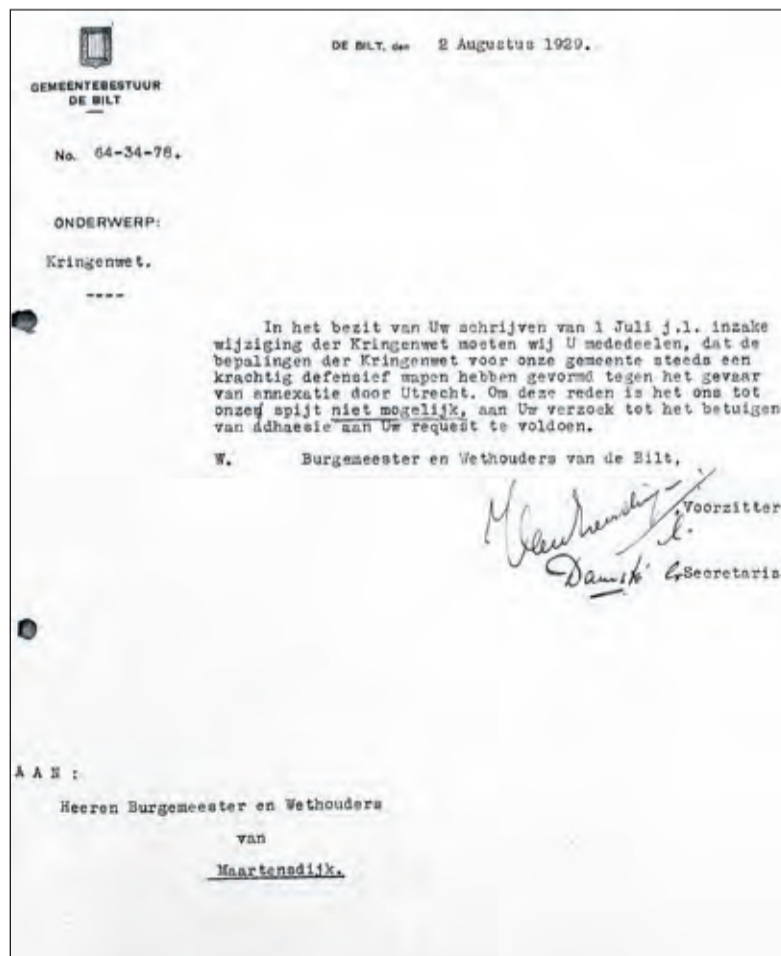 DE BILT, den 2 Augustus 1929.
GEMEENTEBESTUUR
DE BILT
No. 64-34-78.
ONDERWERP:
Kringenwet.
----
In het bezit van Uw schrijven van 1 Juli j.l. inzake
wijziging der Kringenwet moeten wij U mededeelen, dat de
bepalingen der Kringenwet voor onze gemeente steeds een
krachtig defensief wapen hebben gevormd tegen het gevaar
van annexatie door Utrecht. Om deze reden is het ons tot
onzen spijt niet mogelijk, aan Uw verzoek tot het betuigen
van adhaesie aan Uw request te voldoen.
W. Burgemeester en Wethouders van de Bilt,
,Voorzitter
Secretaris
AAN:
Heeren Burgemeester en Wethouders
van
Maartensdijk.